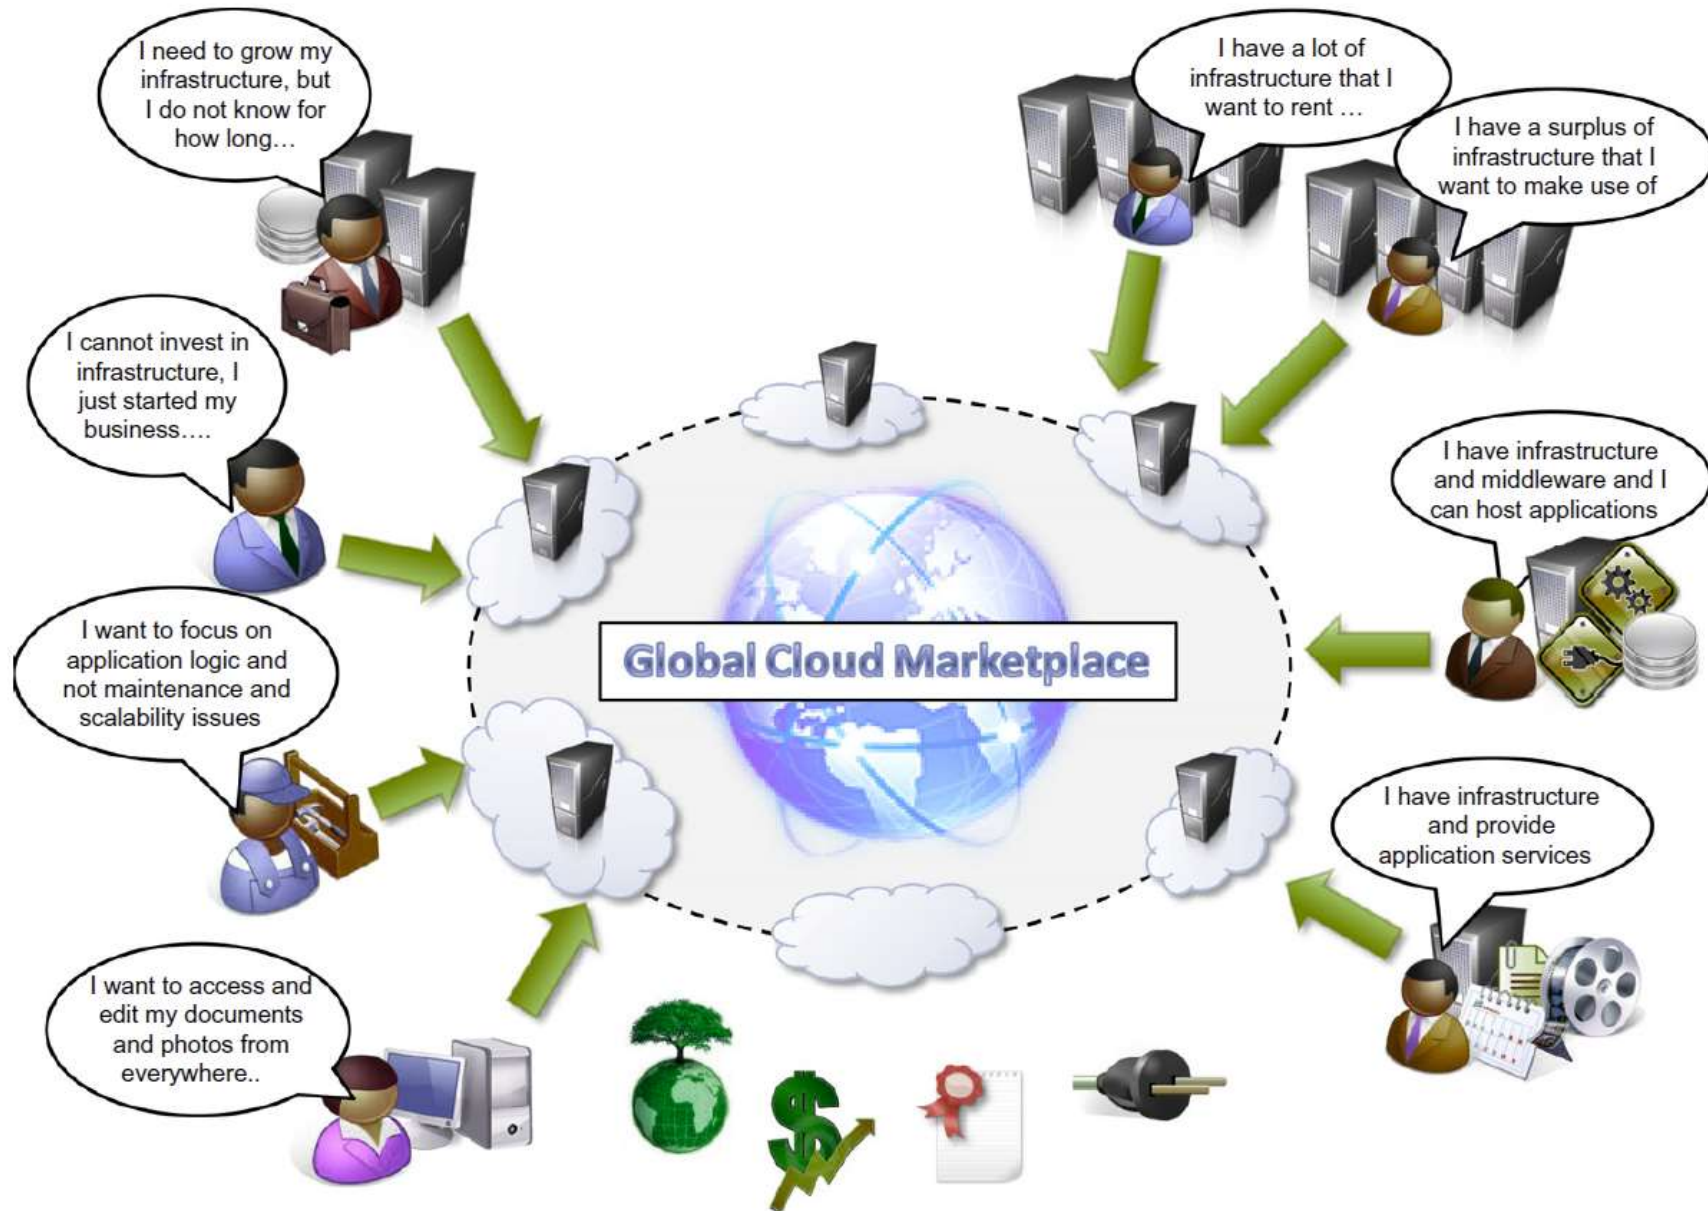 I need to grow my
infrastructure, but
I do not know for
how long…
I have a lot of
infrastructure that I
want to rent …
I have a surplus of
infrastructure that I
want to make use of
I cannot invest in
infrastructure, I
just started my
business….
I have infrastructure
and middleware and I
can host applications
I want to focus on
application logic and
not maintenance and
scalability issues
Global Cloud Marketplace
I have infrastructure
and provide
application services
I want to access and
edit my documents
and photos from
everywhere..
$